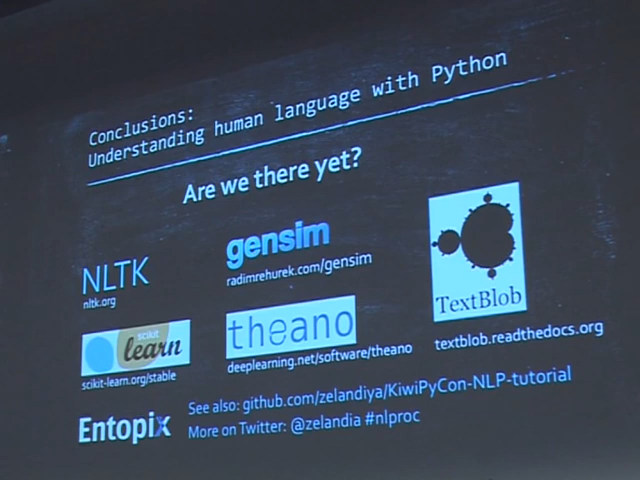 Conclusions:
Understanding human language with Python
Are we there yet?
NLTK
nltk.org
gensim
radimrehurek.com/gensim
TextBlob
textblob.readthedocs.org
scikit
learn
scikit-learn.org/stable
theano
deeplearning.net/software/theano
Entopix
See also: github.com/zelandiya/KiwiPyCon-NLP-tutorial
More on Twitter: @zelandia #nlproc